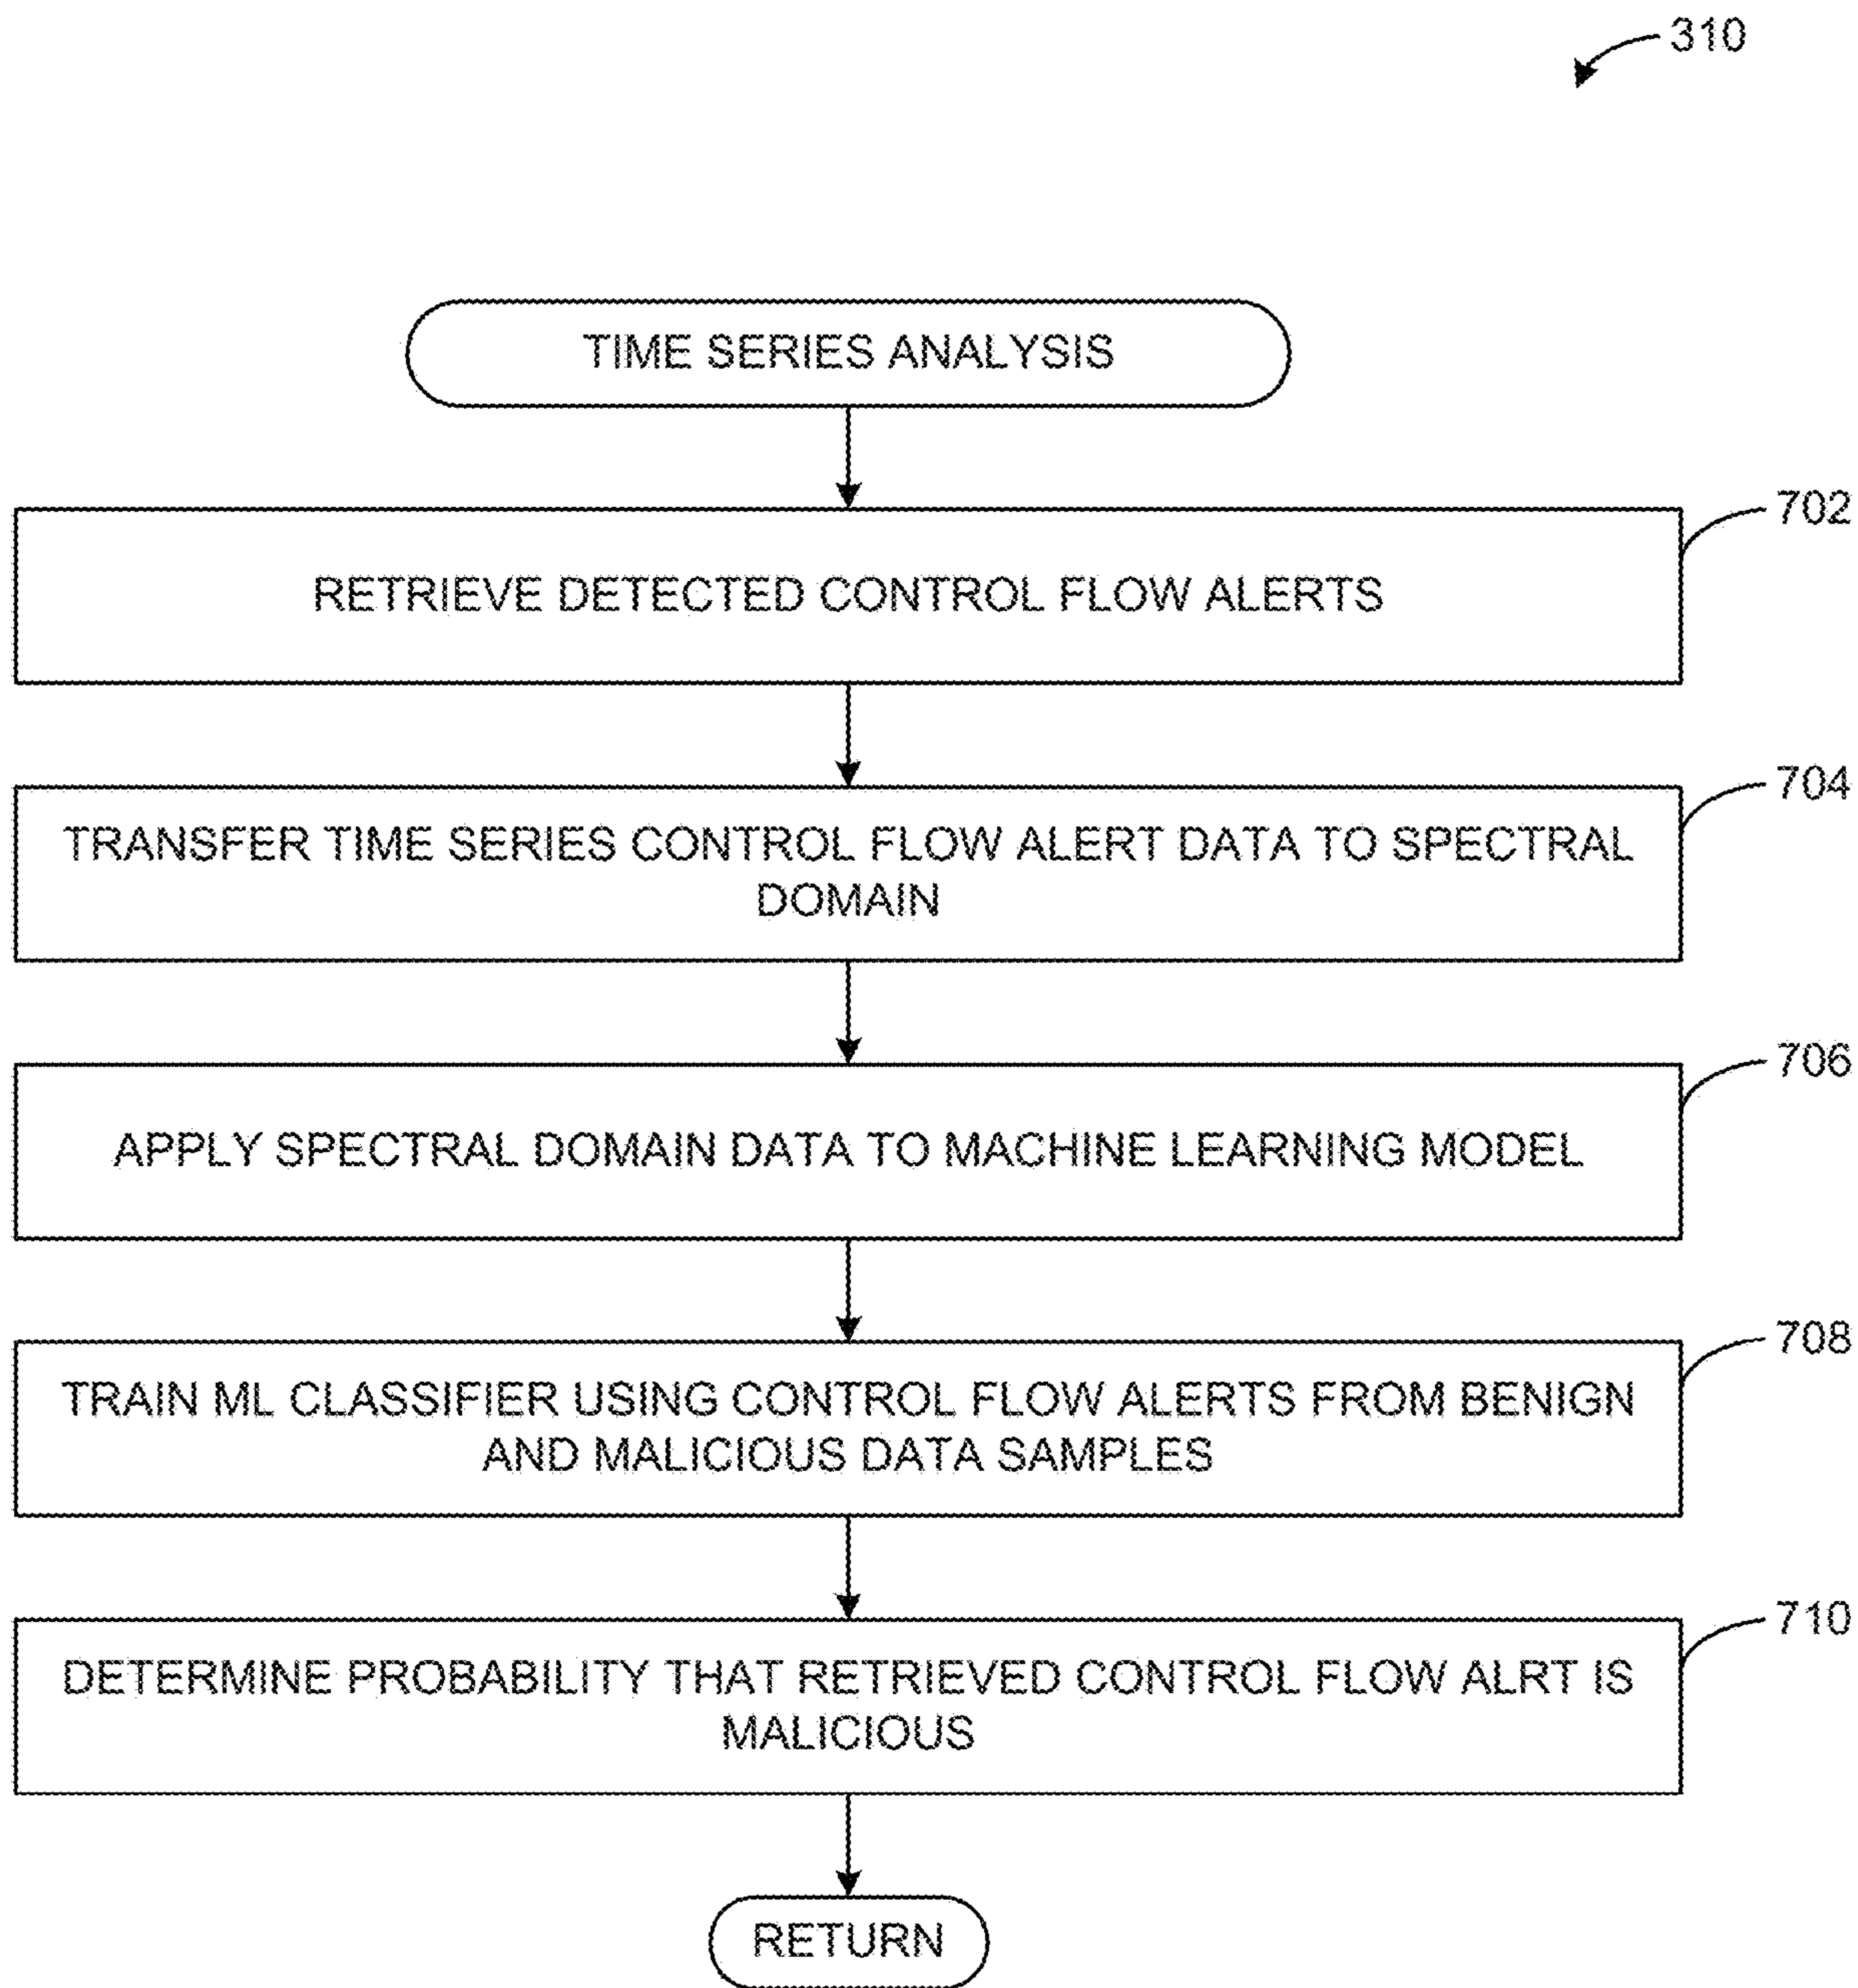 310
TIME SERIES ANALYSIS
702
RETRIEVE DETECTED CONTROL FLOW ALERTS
704
TRANSFER TIME SERIES CONTROL FLOW ALERT DATA TO SPECTRAL
DOMAIN
706
APPLY SPECTRAL DOMAIN DATA TO MACHINE LEARNING MODEL
708
TRAIN ML CLASSIFIER USING CONTROL FLOW ALERTS FROM BENIGN
AND MALICIOUS DATA SAMPLES
710
DETERMINE PROBABILITY THAT RETRIEVED CONTROL FLOW ALRT IS
MALICIOUS
RETURN